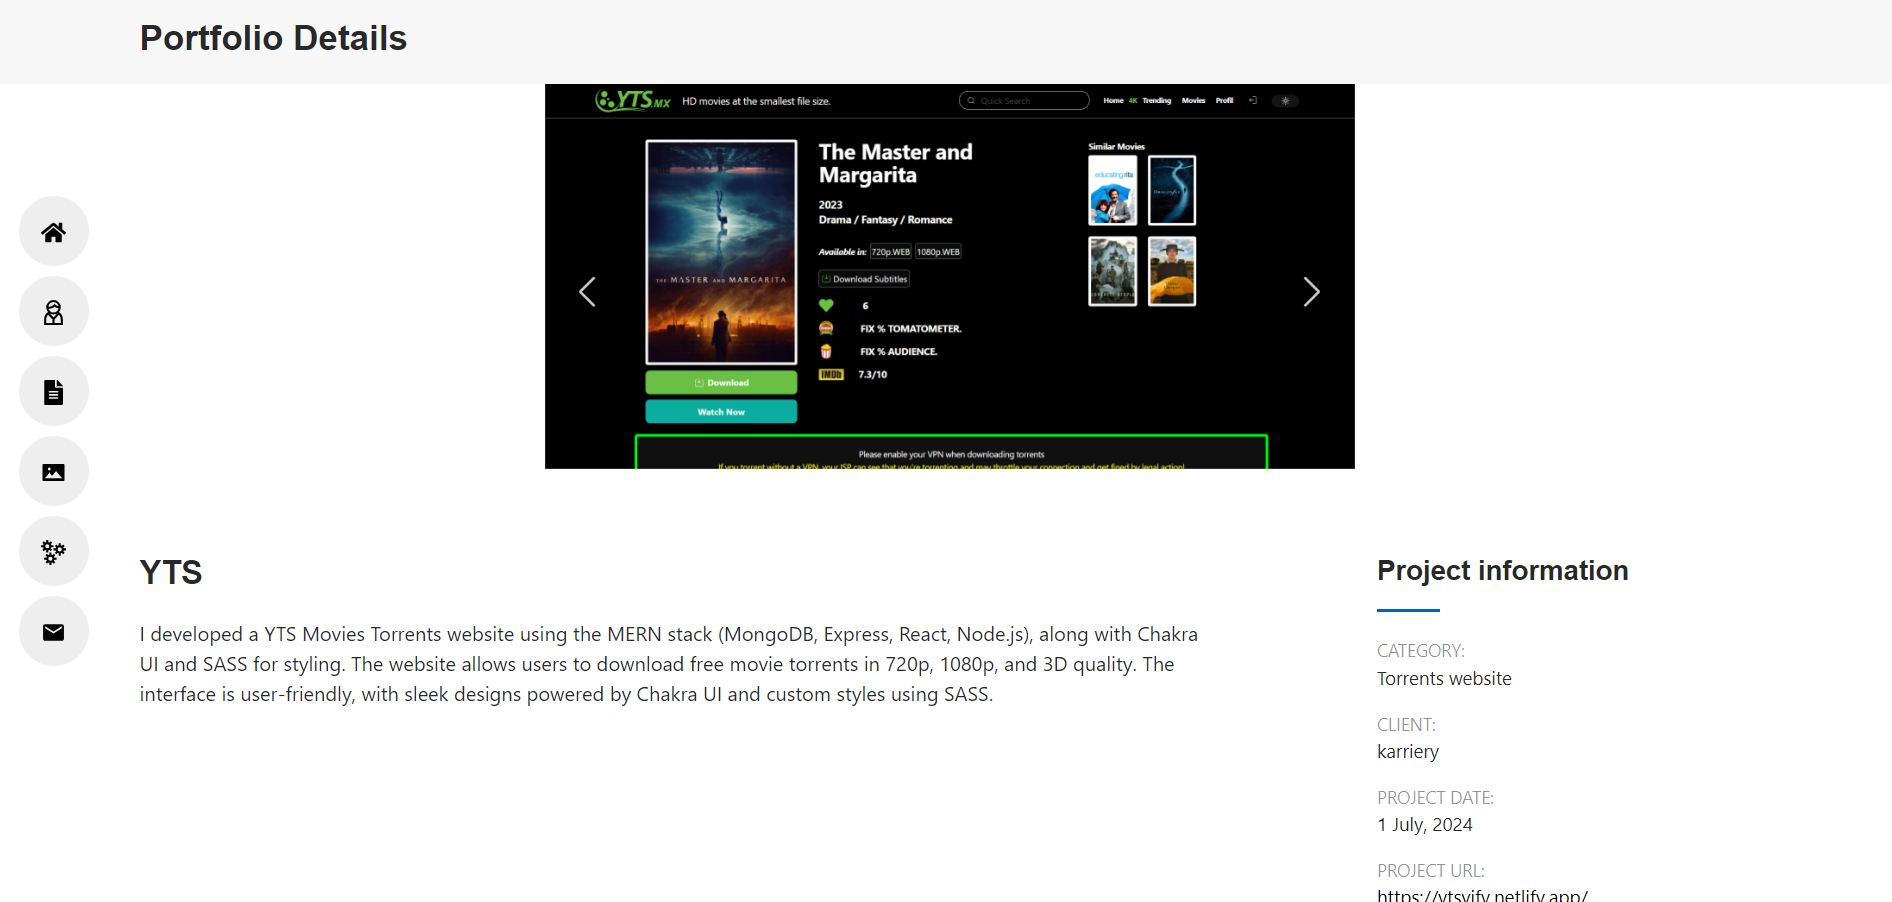 Portfolio Details
YTS.MX
HD movies at the smallest file size.
Quick Search
Home 4K Trending Movies Profil
The Master and
Margarita
2023
Drama / Fantasy / Romance
Available in: 720p.WEB 1080p.WEB
Download Subtitles
6
FIX % TOMATOMETER.
FIX % AUDIENCE.
IMDb 7.3/10
THE MASTER AND MARGARITA
Download
Watch Now
Similar Movies
educating rita
Please enable your VPN when downloading torrents
If you torrent without a VPN, your ISP can see that you're torrenting and may throttle your connection and get fined by legal action!
YTS
I developed a YTS Movies Torrents website using the MERN stack (MongoDB, Express, React, Node.js), along with Chakra
UI and SASS for styling. The website allows users to download free movie torrents in 720p, 1080p, and 3D quality. The
interface is user-friendly, with sleek designs powered by Chakra UI and custom styles using SASS.
Project information
CATEGORY:
Torrents website
CLIENT:
karriery
PROJECT DATE:
1 July, 2024
PROJECT URL:
https://ytsyify.netlify.app/